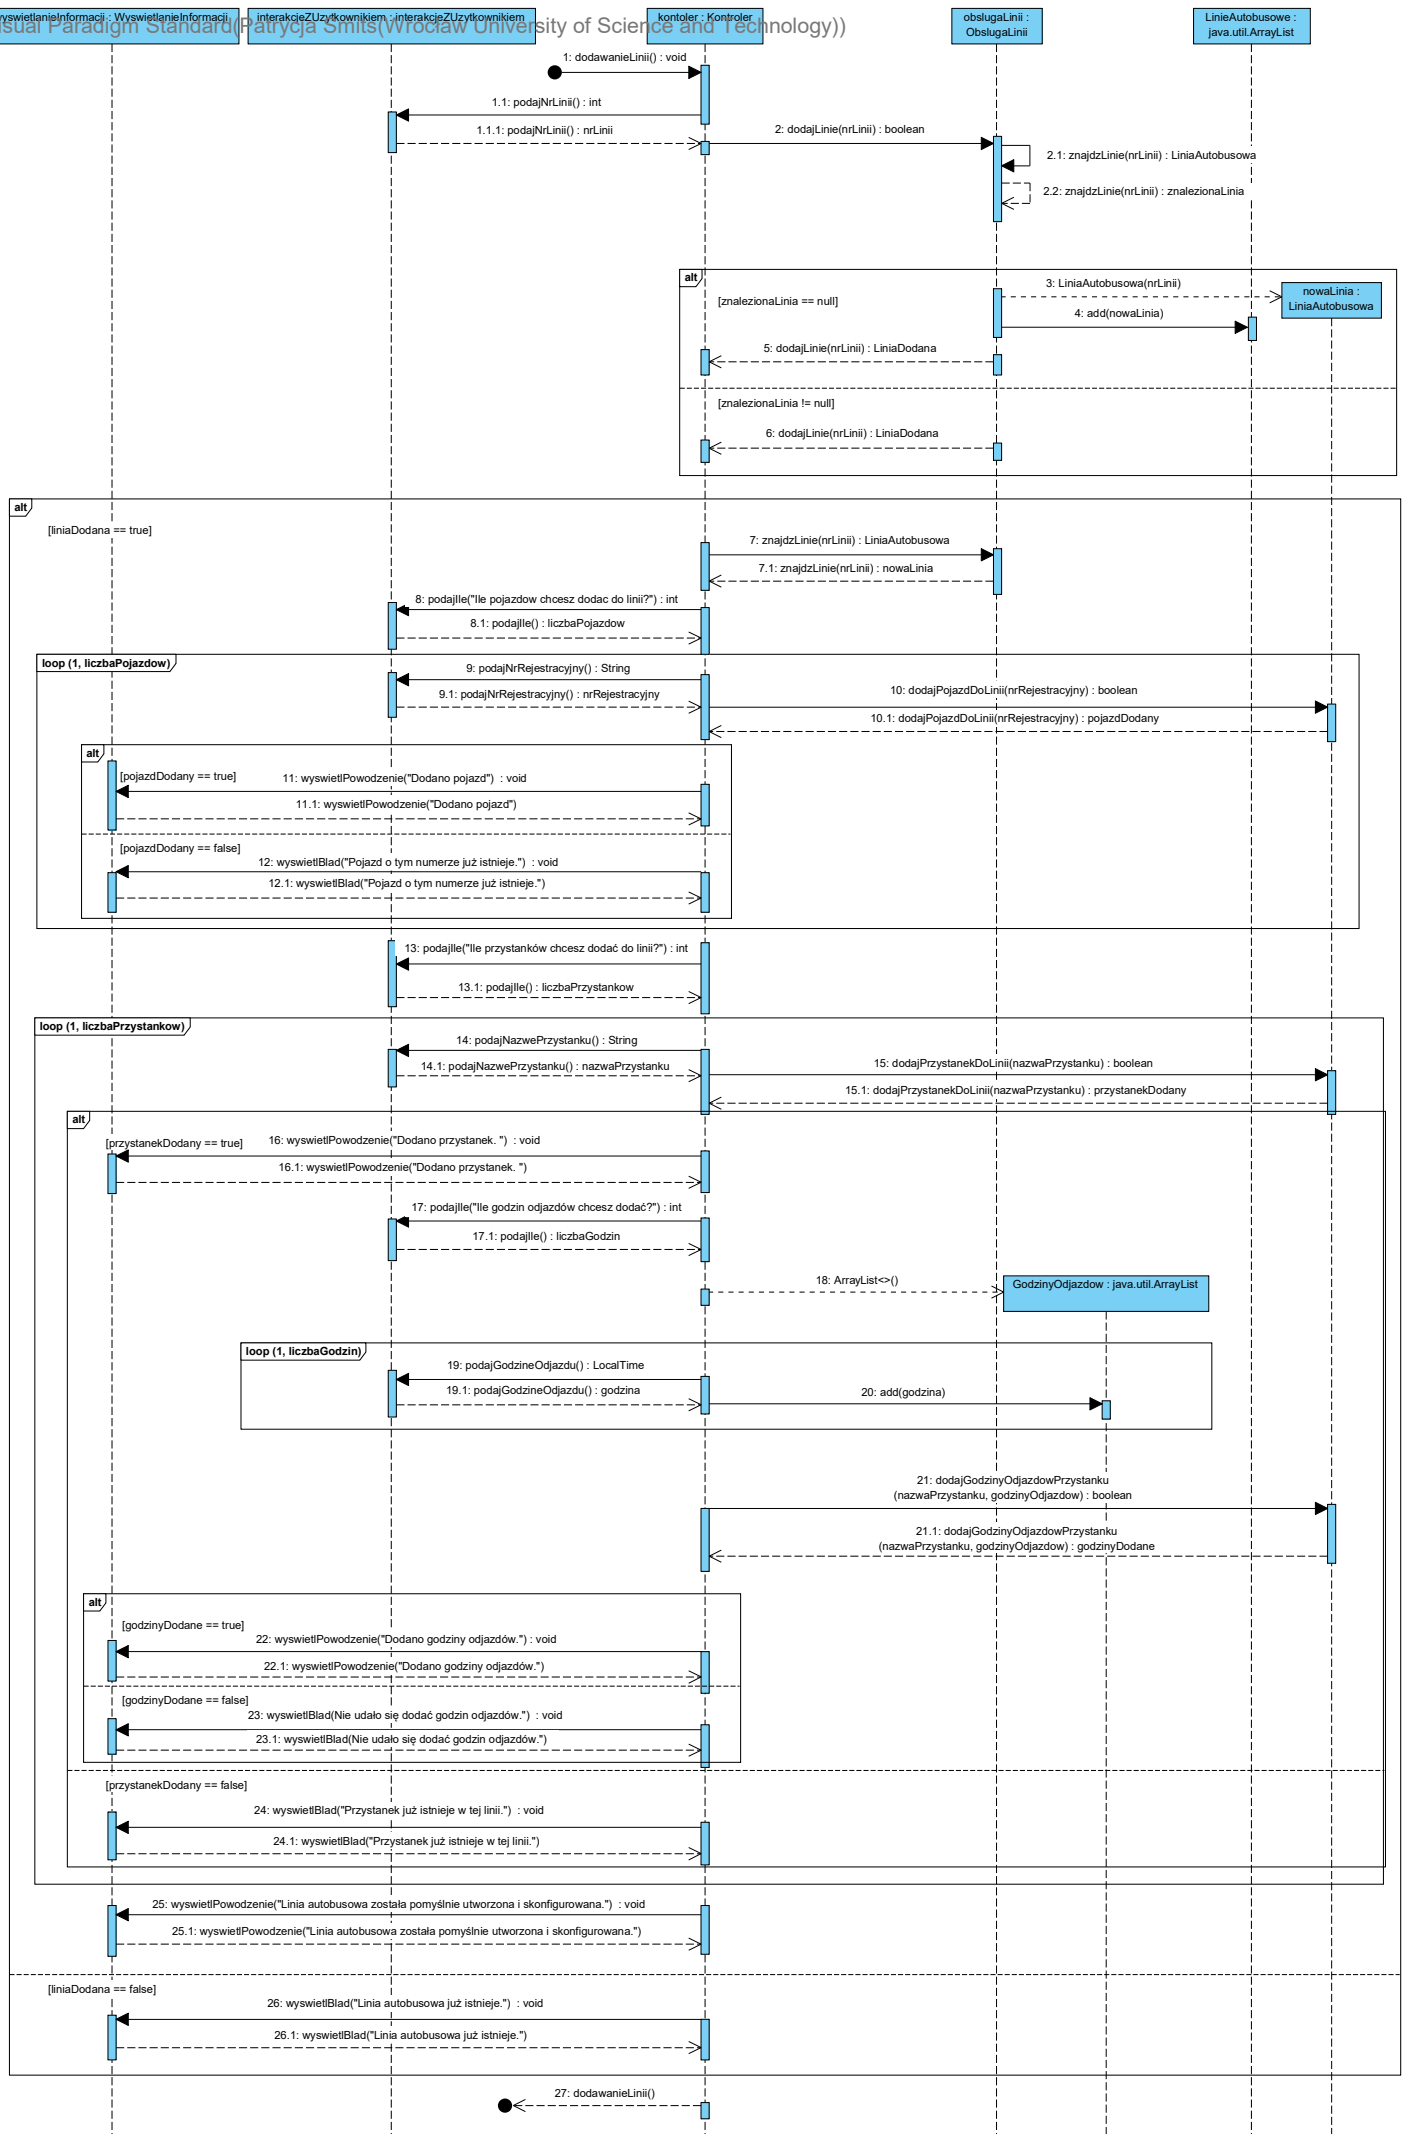 wyswietlanieInformacji : WyswietlanieInformacji
interakcjeZUzytkownikiem : interakcjeZUzytkownikiem
kontoler : Kontroler
obslugaLinii :
ObslugaLinii
LinieAutobusowe :
java.util.ArrayList
isual Paradigm Standard(Patrycja Smits(Wroclaw University of Science and Technology))
1: dodawanieLinii() : void
1.1: podajNrLinii() : int
1.1.1: podajNrLinii() : nrLinii
2: dodajLinie(nrLinii) : boolean
2.1: znajdzLinie(nrLinii) : LiniaAutobusowa
2.2: znajdzLinie(nrLinii) : znalezionaLinia
alt
[znalezionaLinia == null]
3: LiniaAutobusowa(nrLinii)
nowaLinia :
LiniaAutobusowa
4: add(nowaLinia)
5: dodajLinie(nrLinii) : LiniaDodana
[znalezionaLinia != null]
6: dodajLinie(nrLinii) : LiniaDodana
alt
[liniaDodana == true]
7: znajdzLinie(nrLinii) : LiniaAutobusowa
7.1: znajdzLinie(nrLinii) : nowaLinia
8: podajIle("Ile pojazdow chcesz dodac do linii?") : int
8.1: podajIle() : liczbaPojazdow
loop (1, liczbaPojazdow)
9: podajNrRejestracyjny() : String
9.1: podajNrRejestracyjny() : nrRejestracyjny
10: dodajPojazdDoLinii(nrRejestracyjny) : boolean
10.1: dodajPojazdDoLinii(nrRejestracyjny) : pojazdDodany
alt
[pojazdDodany == true]
11: wyswietlPowodzenie("Dodano pojazd")  : void
11.1: wyswietlPowodzenie("Dodano pojazd")
[pojazdDodany == false]
12: wyswietlBlad("Pojazd o tym numerze już istnieje.")  : void
12.1: wyswietlBlad("Pojazd o tym numerze już istnieje.")
13: podajIle("Ile przystanków chcesz dodać do linii?") : int
13.1: podajIle() : liczbaPrzystankow
loop (1, liczbaPrzystankow)
14: podajNazwePrzystanku() : String
14.1: podajNazwePrzystanku() : nazwaPrzystanku
15: dodajPrzystanekDoLinii(nazwaPrzystanku) : boolean
15.1: dodajPrzystanekDoLinii(nazwaPrzystanku) : przystanekDodany
alt
[przystanekDodany == true]
16: wyswietlPowodzenie("Dodano przystanek. ")  : void
16.1: wyswietlPowodzenie("Dodano przystanek. ")
17: podajIle("Ile godzin odjazdów chcesz dodać?") : int
17.1: podajIle() : liczbaGodzin
18: ArrayList<>()
GodzinyOdjazdow : java.util.ArrayList
loop (1, liczbaGodzin)
19: podajGodzineOdjazdu() : LocalTime
19.1: podajGodzineOdjazdu() : godzina
20: add(godzina)
21: dodajGodzinyOdjazdowPrzystanku
(nazwaPrzystanku, godzinyOdjazdow) : boolean
21.1: dodajGodzinyOdjazdowPrzystanku
(nazwaPrzystanku, godzinyOdjazdow) : godzinyDodane
alt
[godzinyDodane == true]
22: wyswietlPowodzenie("Dodano godziny odjazdów.") : void
22.1: wyswietlPowodzenie("Dodano godziny odjazdów.")
[godzinyDodane == false]
23: wyswietlBlad(Nie udało się dodać godzin odjazdów.")  : void
23.1: wyswietlBlad(Nie udało się dodać godzin odjazdów.")
[przystanekDodany == false]
24: wyswietlBlad("Przystanek już istnieje w tej linii.")  : void
24.1: wyswietlBlad("Przystanek już istnieje w tej linii.")
25: wyswietlPowodzenie("Linia autobusowa została pomyślnie utworzona i skonfigurowana.")  : void
25.1: wyswietlPowodzenie("Linia autobusowa została pomyślnie utworzona i skonfigurowana.")
[liniaDodana == false]
26: wyswietlBlad("Linia autobusowa już istnieje.")  : void
26.1: wyswietlBlad("Linia autobusowa już istnieje.")
27: dodawanieLinii()